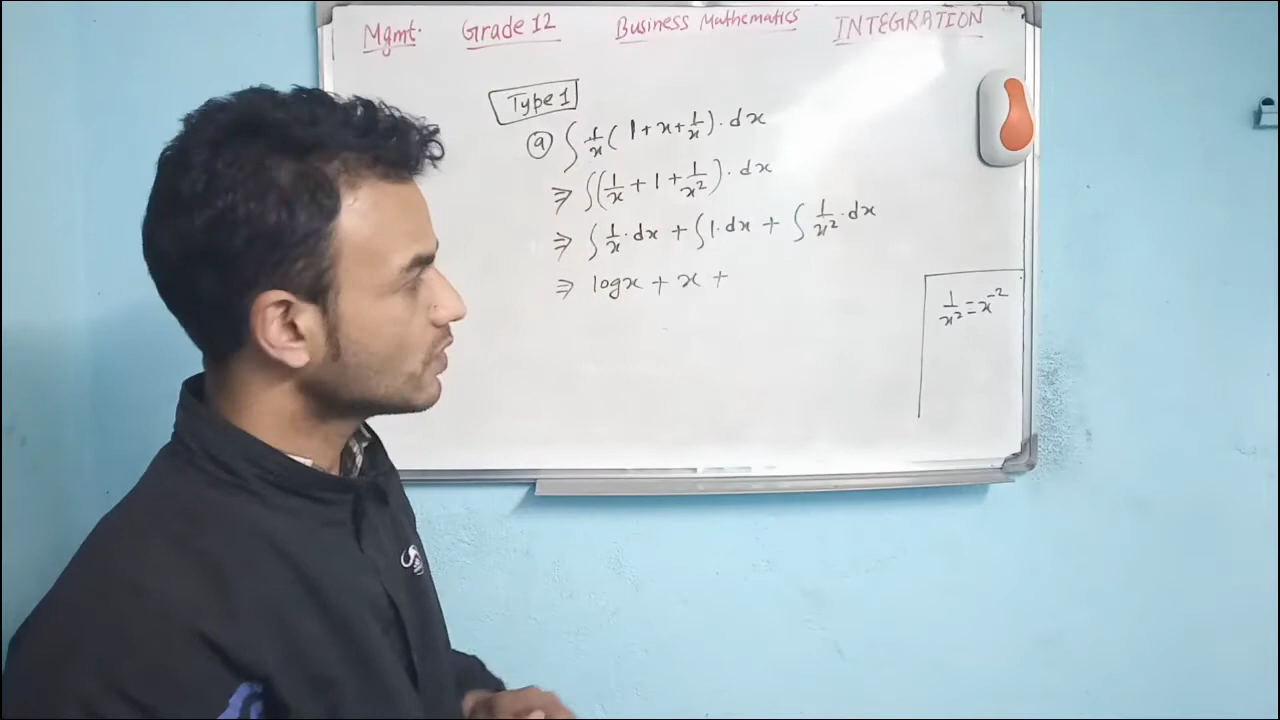 Mgmt. Grade 12 Business Mathematics INTEGRATION
Type 1
(a) ∫ 1/x (1 + x + 1/x) . dx
⇒ ∫ (1/x + 1 + 1/x²) . dx
⇒ ∫ 1/x . dx + ∫ 1 . dx + ∫ 1/x² . dx
⇒ logx + x +
1/x² = x⁻²